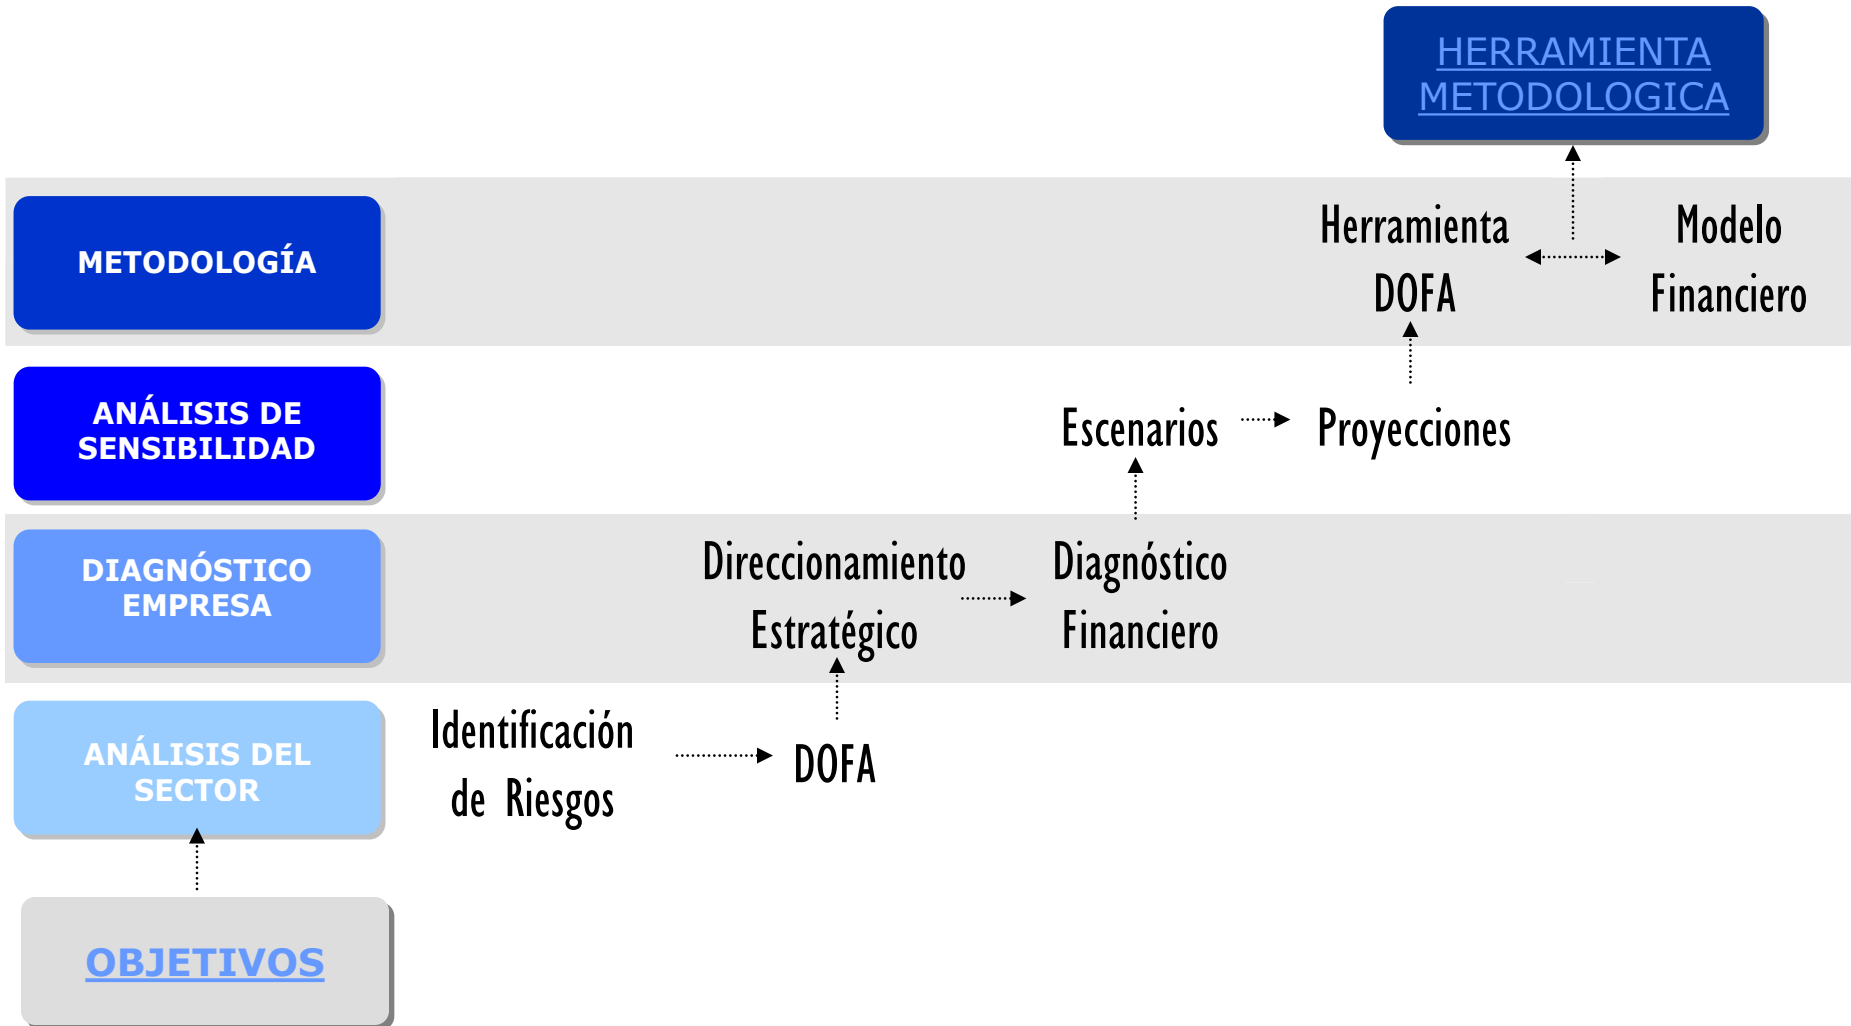 HERRAMIENTA
METODOLOGICA
METODOLOGÍA
Herramienta
DOFA
Modelo
Financiero
ANÁLISIS DE
SENSIBILIDAD
Escenarios
Proyecciones
DIAGNÓSTICO
EMPRESA
Direccionamiento
Estratégico
Diagnóstico
Financiero
ANÁLISIS DEL
SECTOR
Identificación
de Riesgos
DOFA
OBJETIVOS